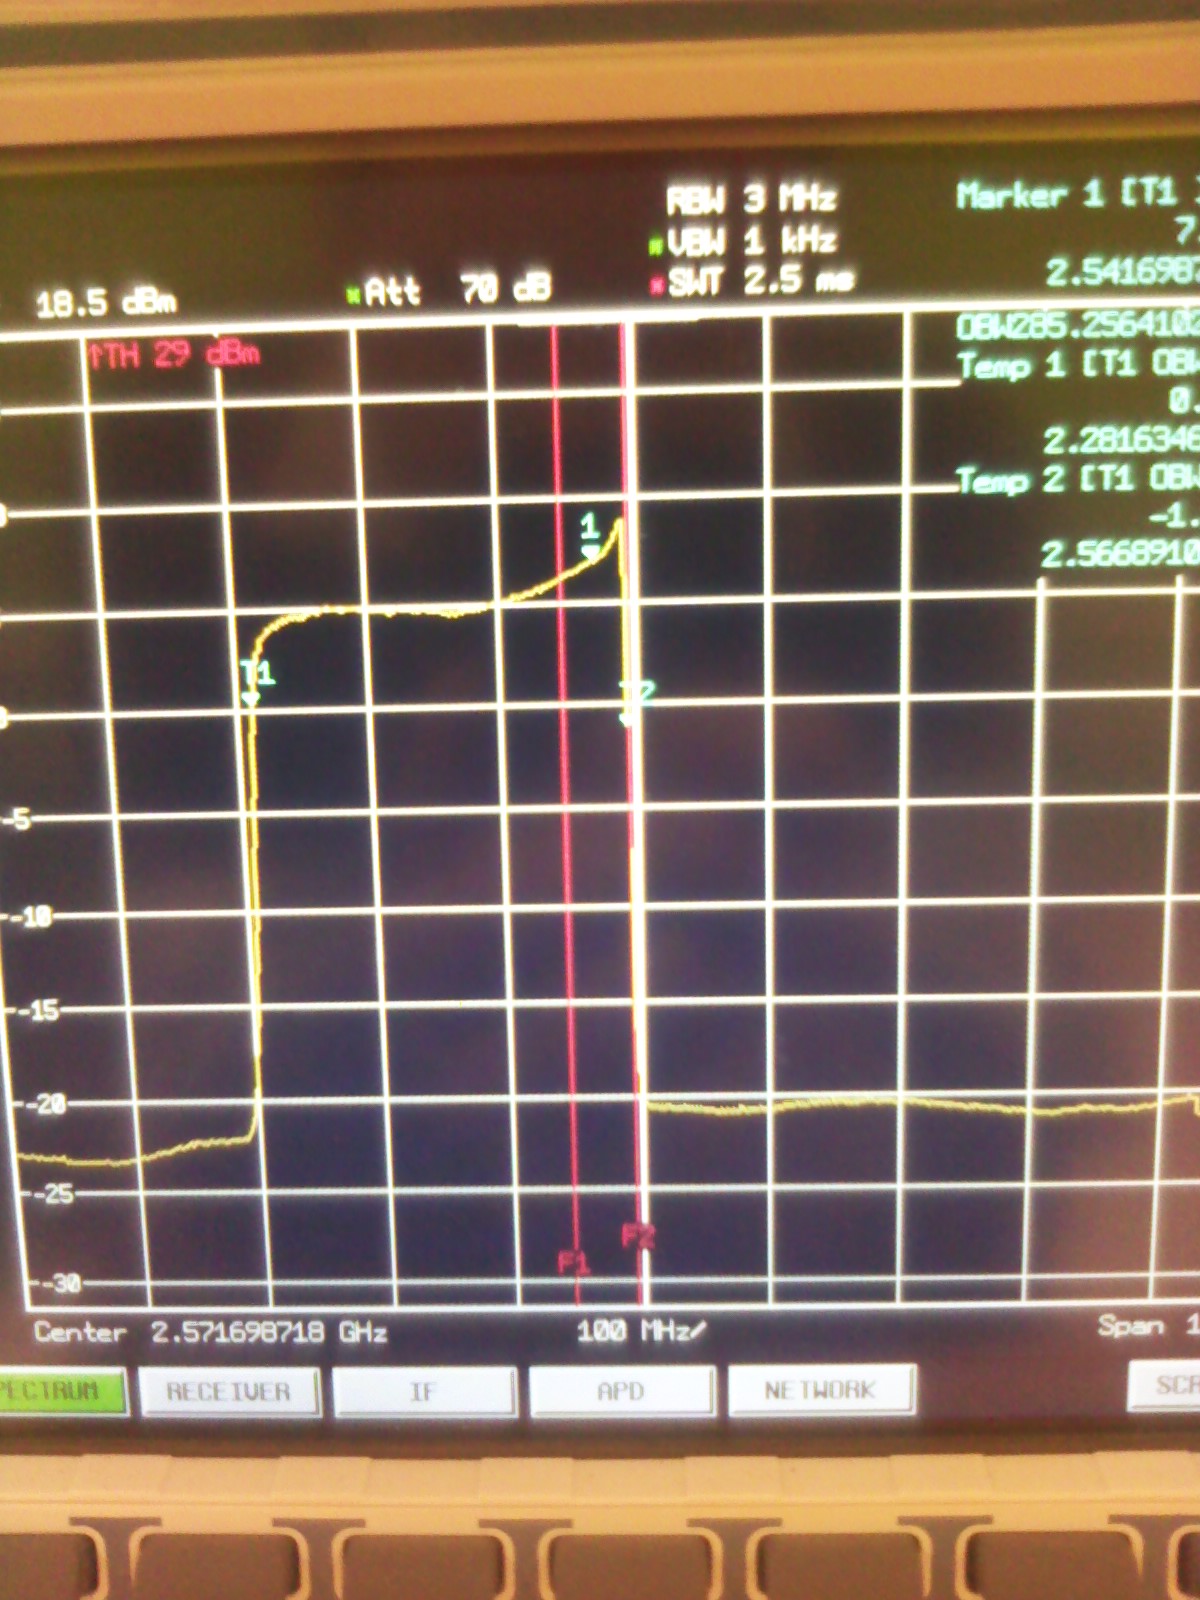 RBW 3 MHz
VBW 1 kHz
18.5 dBm
Att 70 dB
SWT 2.5 ms
Marker 1 [T1
7.
2.5416987
OBW285.2564102
Temp 1 [T1 OBW
0.
2.2816346
Temp 2 [T1 OBW
-1.
2.5668910
↑TH 29 dBm
1
T1
T2
-5
-10
-15
-20
-25
-30
F1
F2
Center 2.571698718 GHz
100 MHz/
Span 1
PECTRUM
RECEIVER
IF
APD
NETWORK
SCR